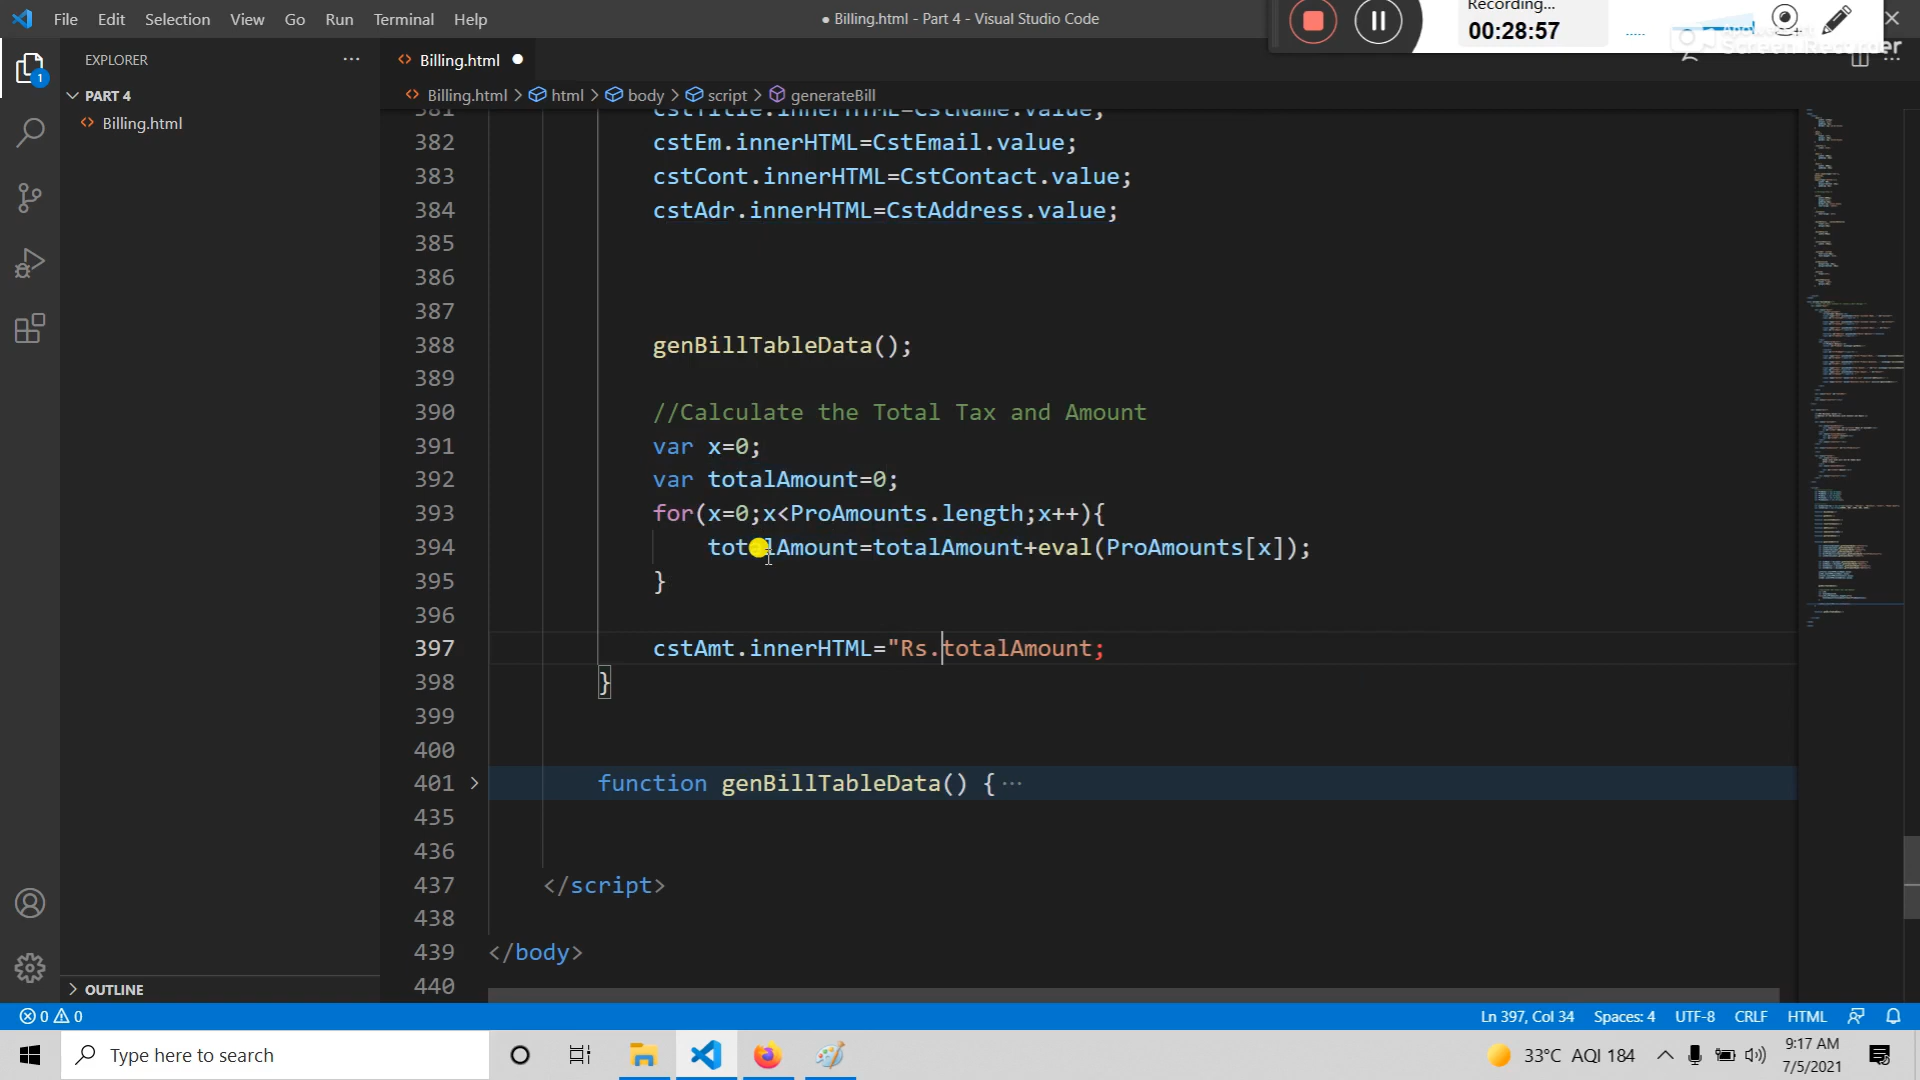 File Edit Selection View Go Run Terminal Help
● Billing.html - Part 4 - Visual Studio Code
Recording...
00:28:57
Screen Recorder
EXPLORER
Billing.html
PART 4
Billing.html
Billing.html > html > body > script > generateBill
381 cstTitle.innerHTML=CstName.value;
382 cstEm.innerHTML=CstEmail.value;
383 cstCont.innerHTML=CstContact.value;
384 cstAdr.innerHTML=CstAddress.value;
385
386
387
388 genBillTableData();
389
390 //Calculate the Total Tax and Amount
391 var x=0;
392 var totalAmount=0;
393 for(x=0;x<ProAmounts.length;x++){
394 totalAmount=totalAmount+eval(ProAmounts[x]);
395 }
396
397 cstAmt.innerHTML="Rs.totalAmount;
398 }
399
400
401 function genBillTableData() { ···
435
436
437 </script>
438
439 </body>
440
OUTLINE
0 0
Ln 397, Col 34 Spaces: 4 UTF-8 CRLF HTML
Type here to search
33°C AQI 184
9:17 AM
7/5/2021
1